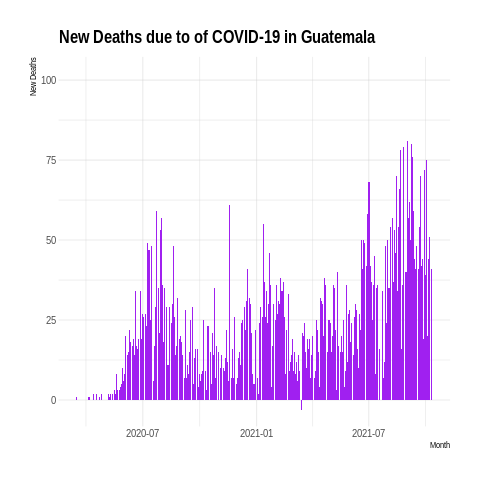 New Deaths due to of COVID-19 in Guatemala
New Deaths
100
75
50
25
0
2020-07
2021-01
2021-07
Month